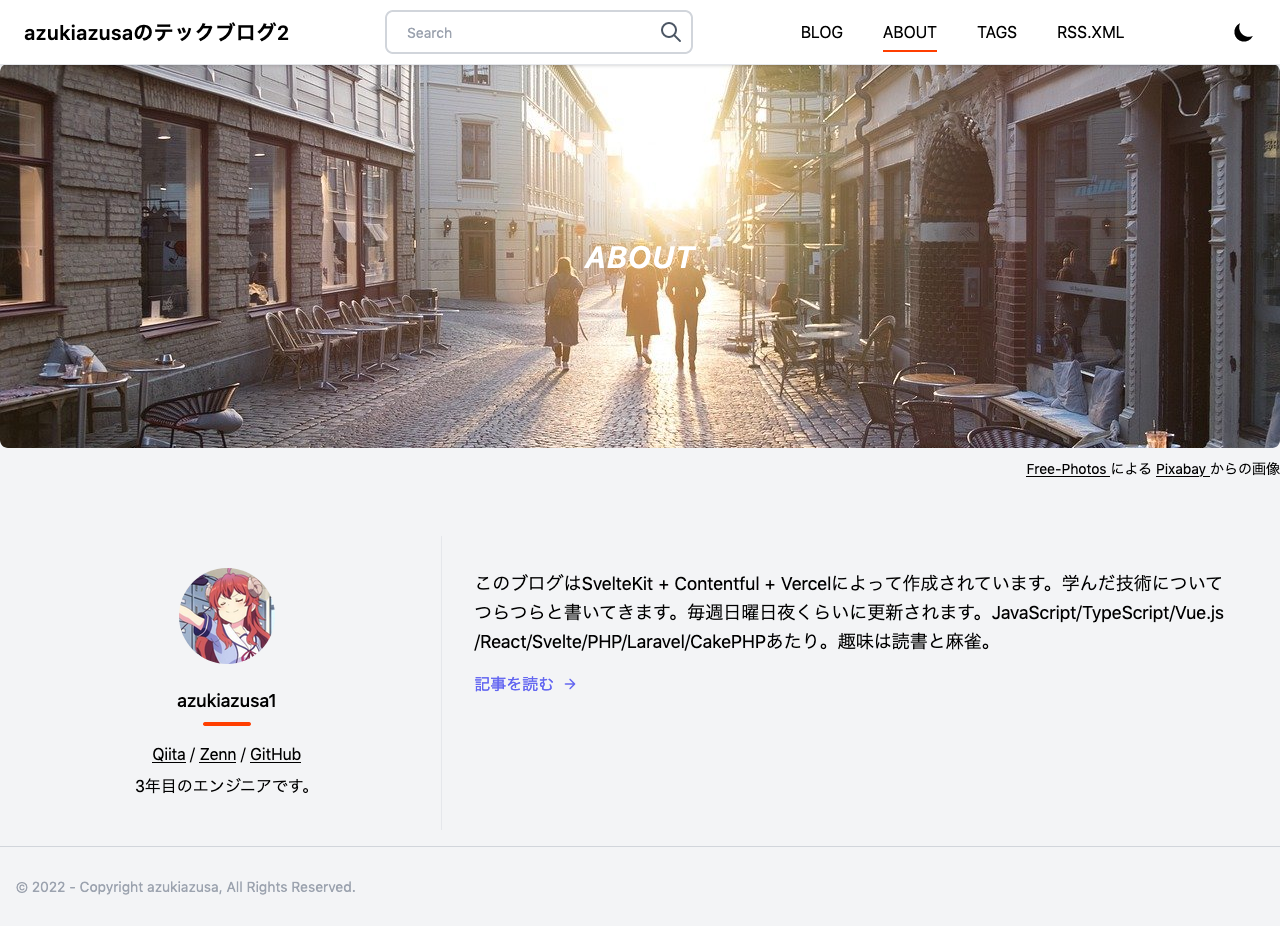 azukiazusaのテックブログ2
Search
BLOG ABOUT TAGS RSS.XML
ABOUT
Free-Photos による Pixabay からの画像
このブログはSvelteKit + Contentful + Vercelによって作成されています。学んだ技術について
つらつらと書いてきます。毎週日曜日夜くらいに更新されます。JavaScript/TypeScript/Vue.js
/React/Svelte/PHP/Laravel/CakePHPあたり。趣味は読書と麻雀。
記事を読む →
azukiazusa1
Qiita / Zenn / GitHub
3年目のエンジニアです。
© 2022 - Copyright azukiazusa, All Rights Reserved.